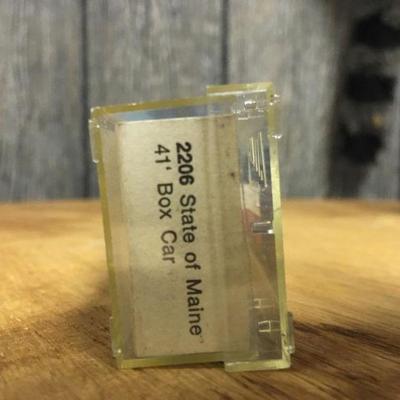 2206 State of Maine
41' Box Car